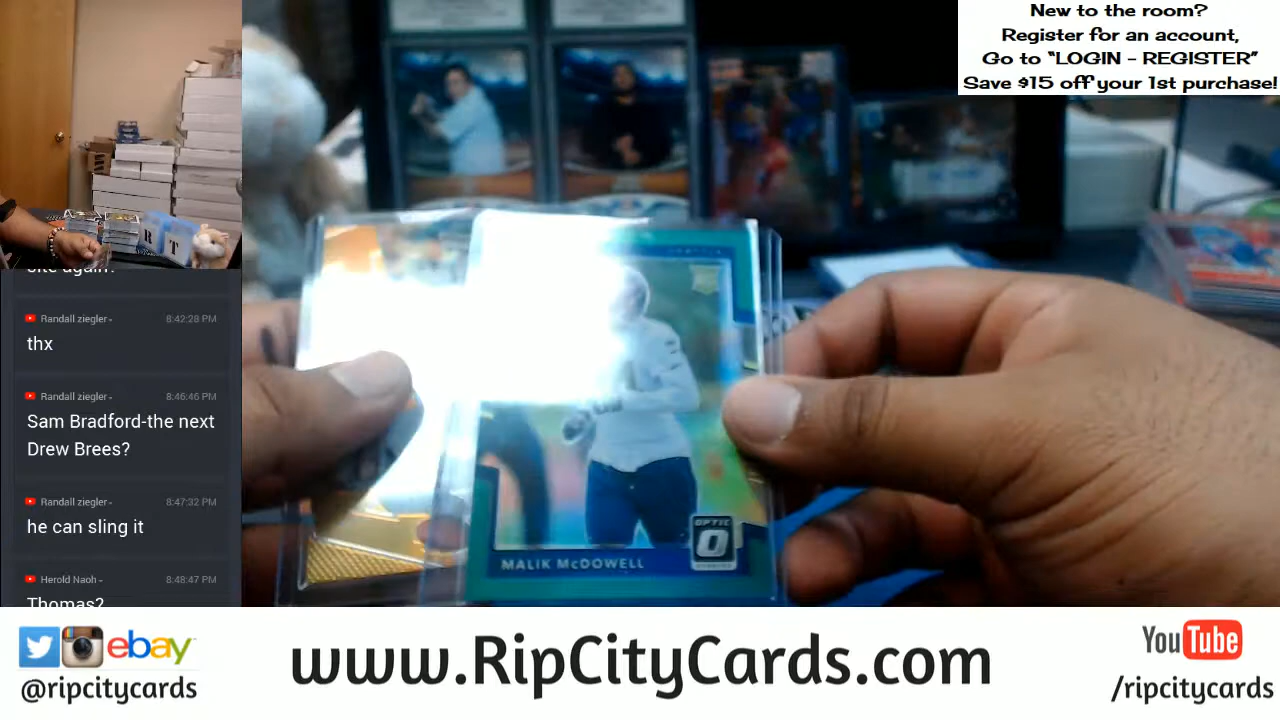 New to the room?
Register for an account,
Go to “LOGIN - REGISTER”
Save $15 off your 1st purchase!
R T
site again?
Randall ziegler 8:42:28 PM
thx
Randall ziegler 8:46:46 PM
Sam Bradford-the next
Drew Brees?
Randall ziegler 8:47:32 PM
he can sling it
Herold Naoh 8:48:47 PM
Thomas?
OPTIC
MALIK McDOWELL
ebay
@ripcitycards
www.RipCityCards.com
YouTube
/ripcitycards